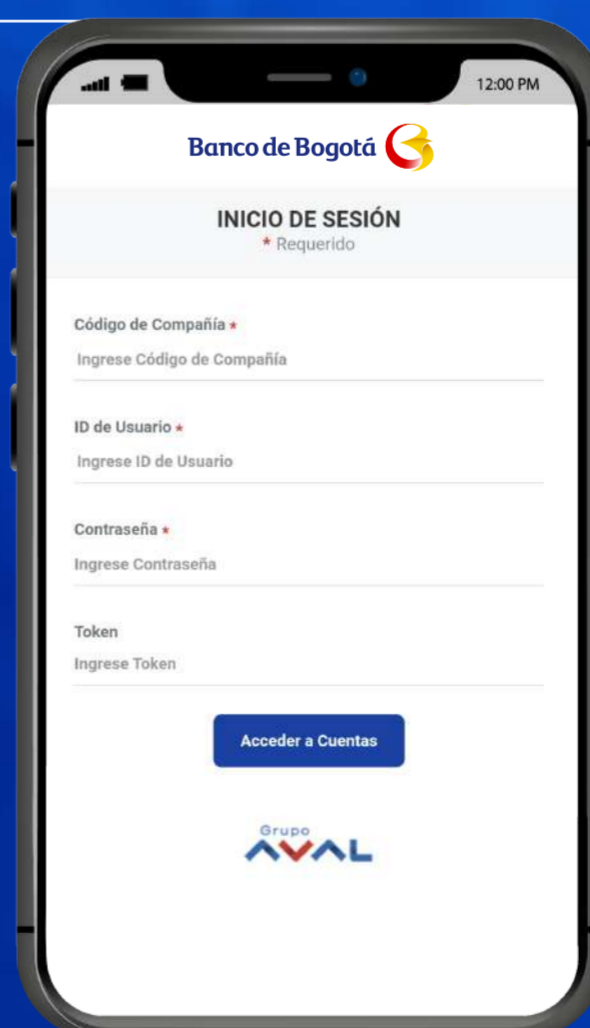 12:00 PM
Banco de Bogotá
INICIO DE SESIÓN
* Requerido
Código de Compañía *
Ingrese Código de Compañía
ID de Usuario *
Ingrese ID de Usuario
Contraseña *
Ingrese Contraseña
Token
Ingrese Token
Acceder a Cuentas
Grupo
AVAL